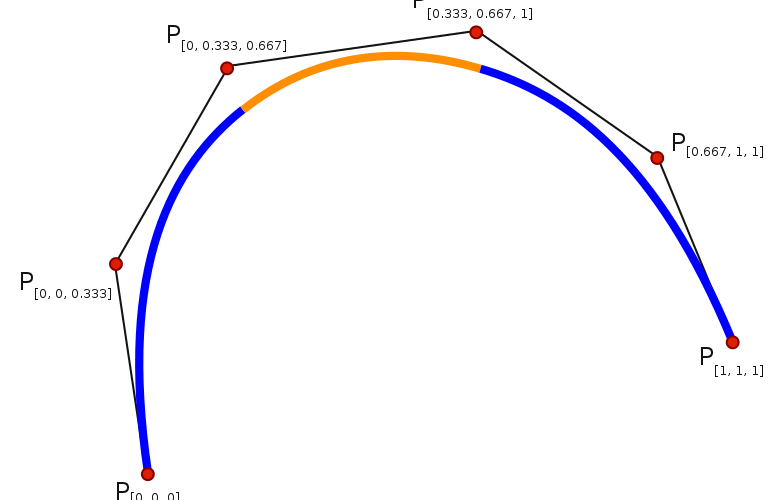 P[0.333, 0.667, 1]
P[0, 0.333, 0.667]
P[0.667, 1, 1]
P[0, 0, 0.333]
P[1, 1, 1]
P[0, 0, 0]